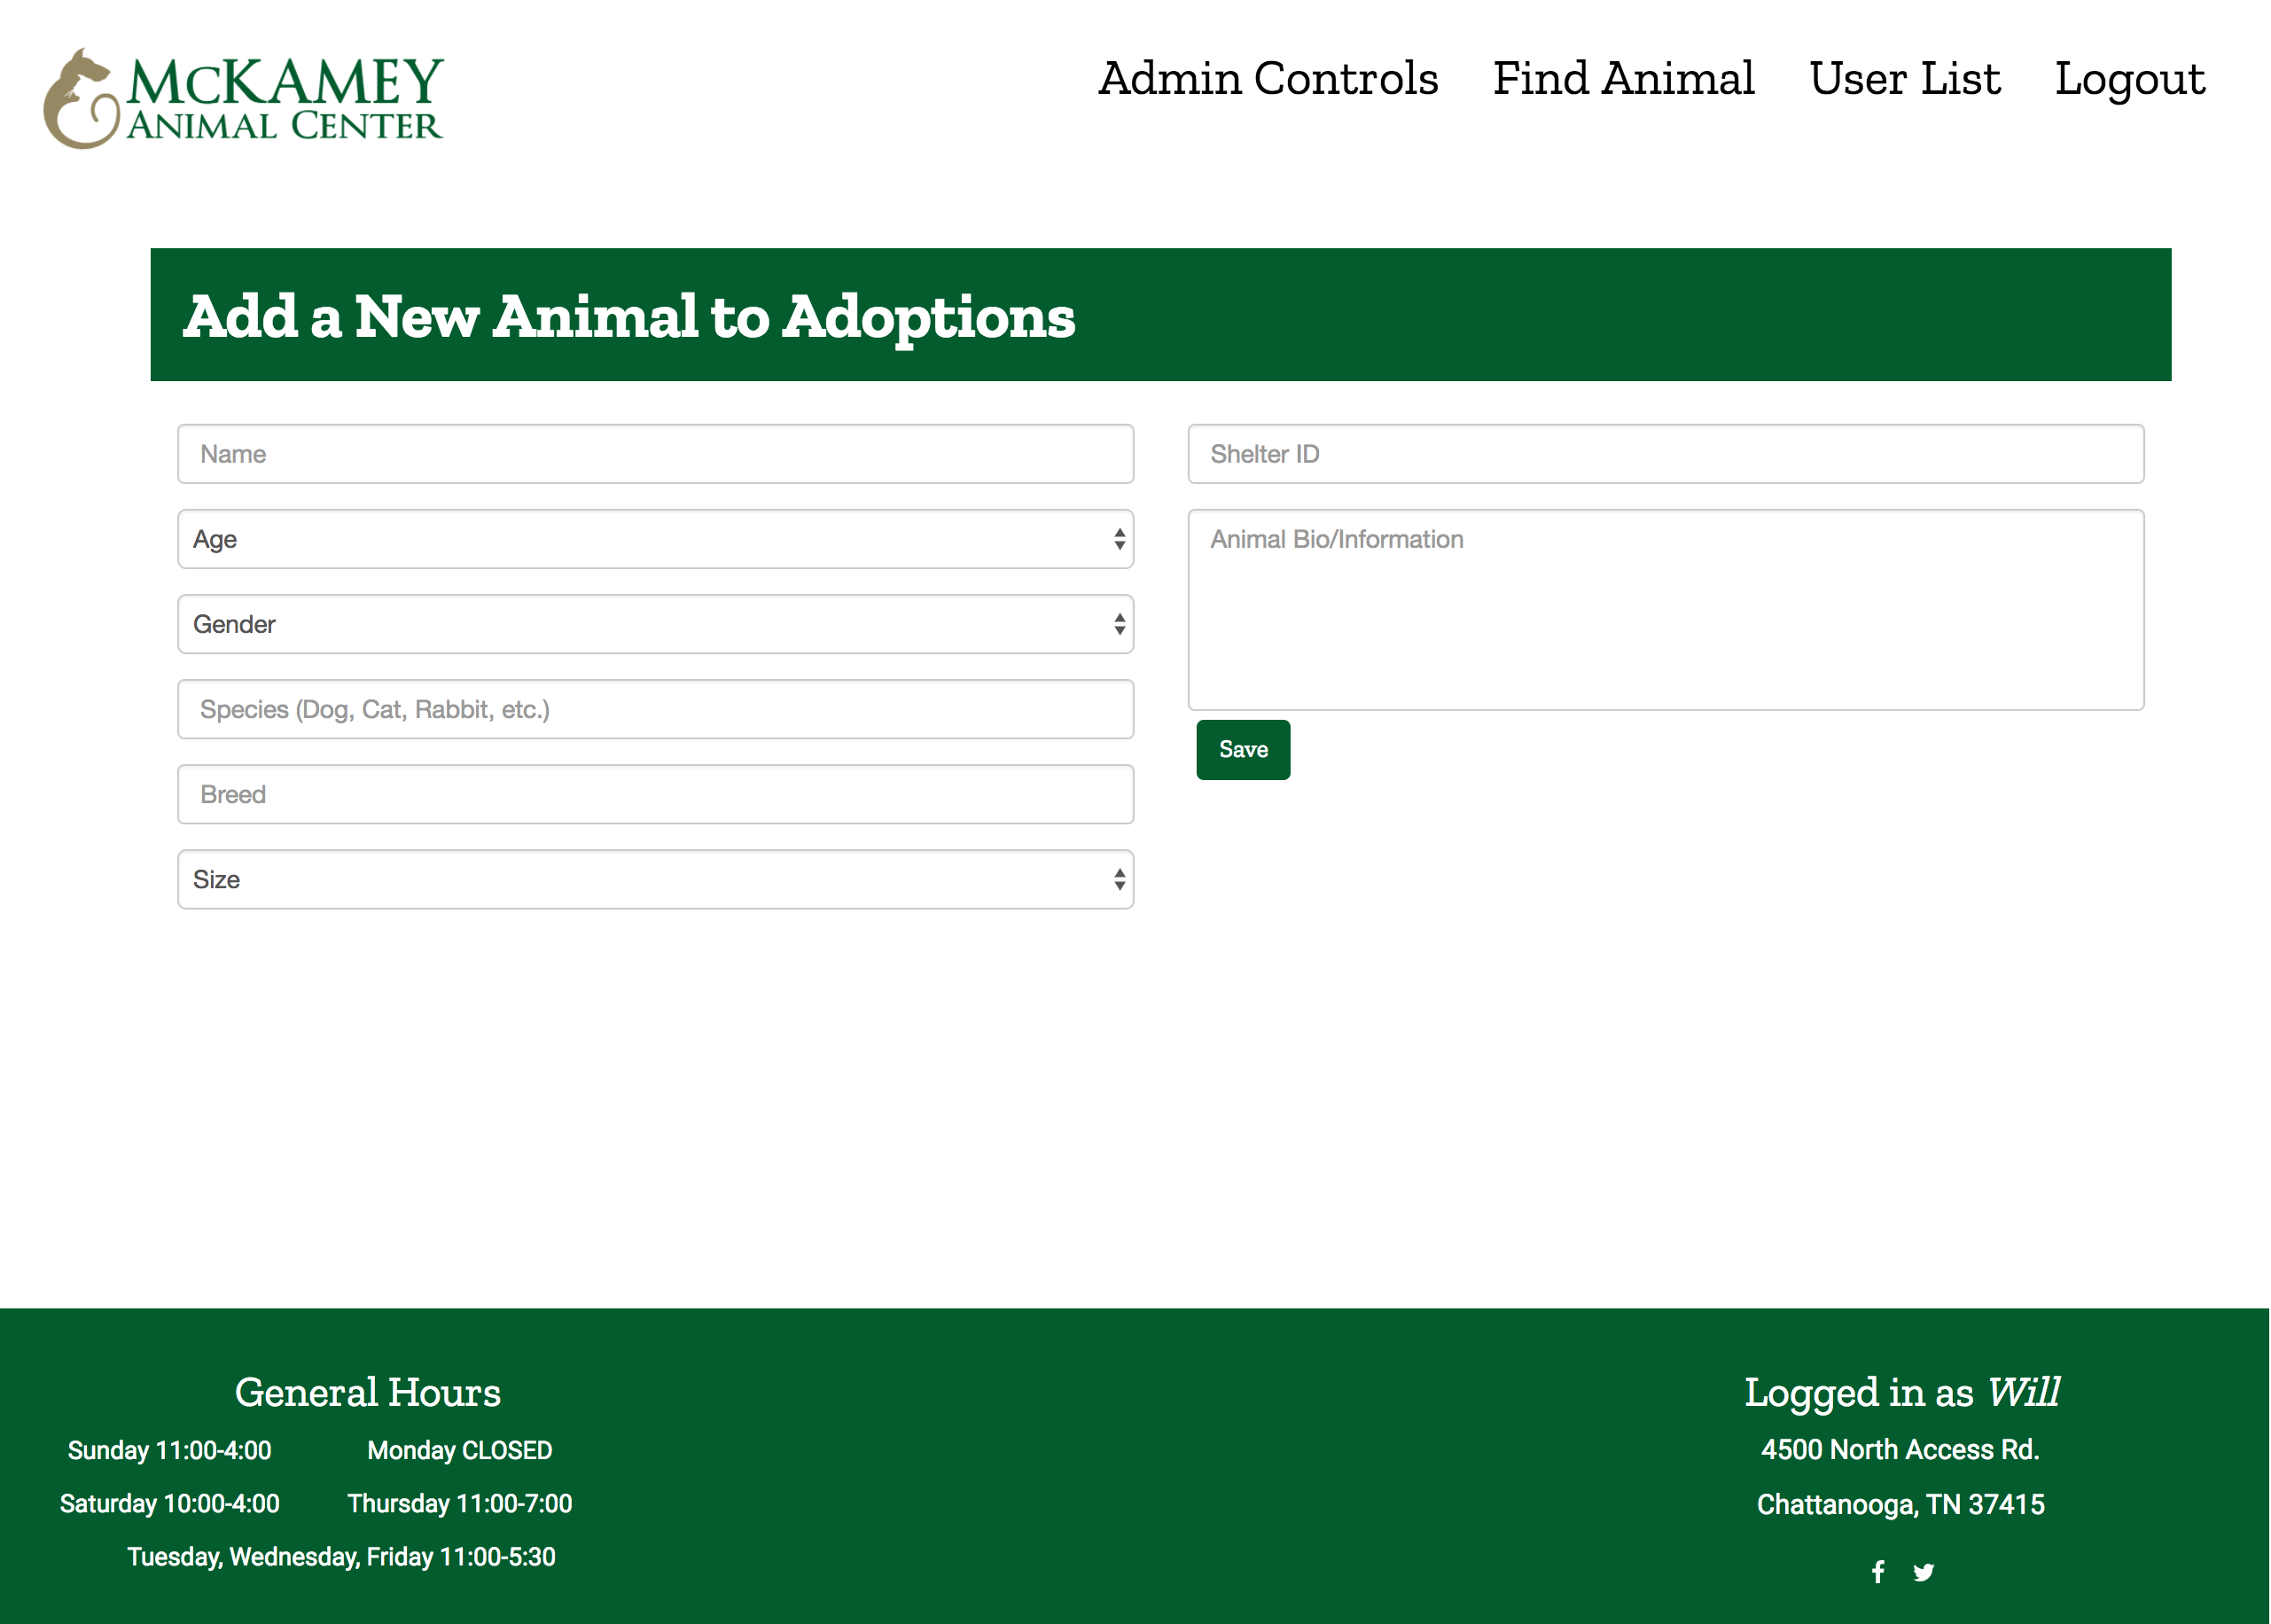 McKAMEY
ANIMAL CENTER
Admin Controls Find Animal User List Logout
Add a New Animal to Adoptions
Name
Age
Gender
Species (Dog, Cat, Rabbit, etc.)
Breed
Size
Shelter ID
Animal Bio/Information
Save
General Hours
Sunday 11:00-4:00 Monday CLOSED
Saturday 10:00-4:00 Thursday 11:00-7:00
Tuesday, Wednesday, Friday 11:00-5:30
Logged in as Will
4500 North Access Rd.
Chattanooga, TN 37415